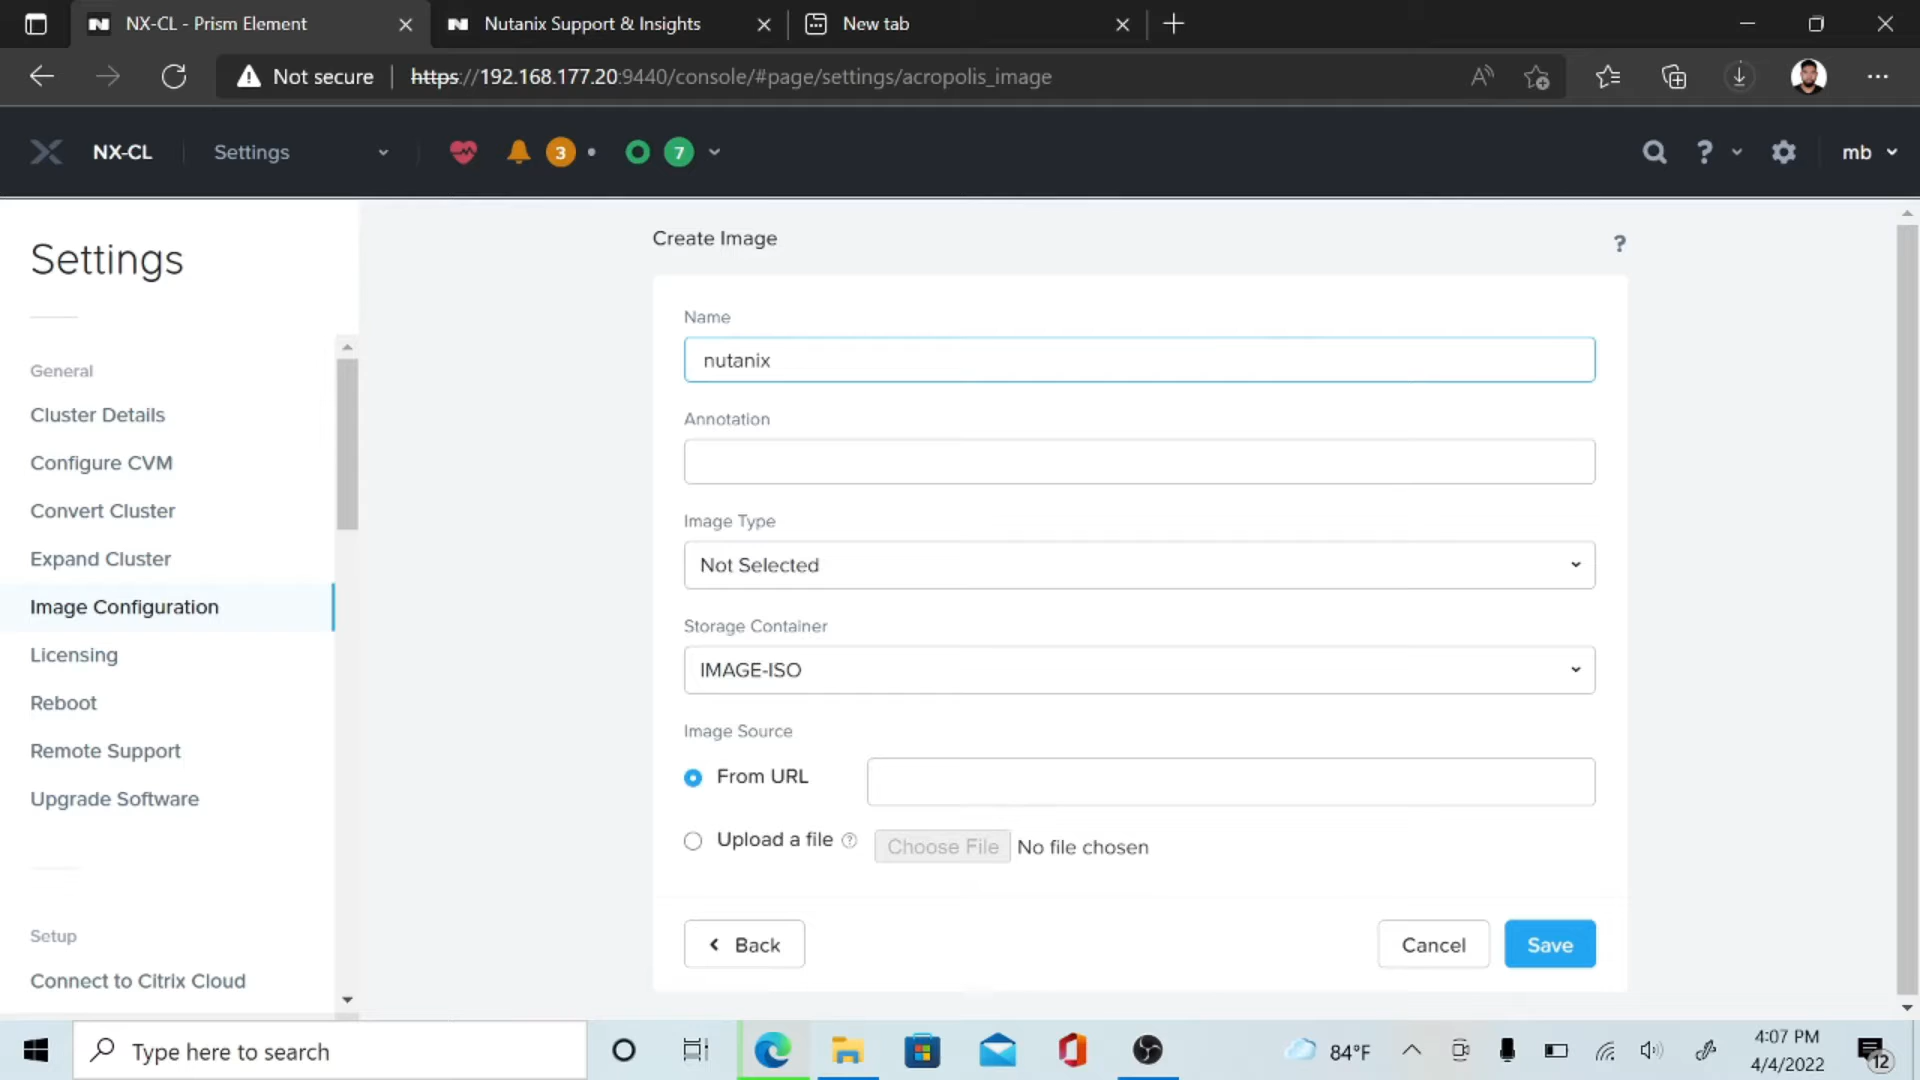 NX-CL - Prism Element
Nutanix Support & Insights
New tab
Not secure
https://192.168.177.20:9440/console/#page/settings/acropolis_image
NX-CL
Settings
3
7
mb
Settings
General
Cluster Details
Configure CVM
Convert Cluster
Expand Cluster
Image Configuration
Licensing
Reboot
Remote Support
Upgrade Software
Setup
Connect to Citrix Cloud
Create Image
?
Name
nutanix
Annotation
Image Type
Not Selected
Storage Container
IMAGE-ISO
Image Source
From URL
Upload a file ?
Choose File No file chosen
Back
Cancel
Save
Type here to search
84°F
4:07 PM
4/4/2022
12